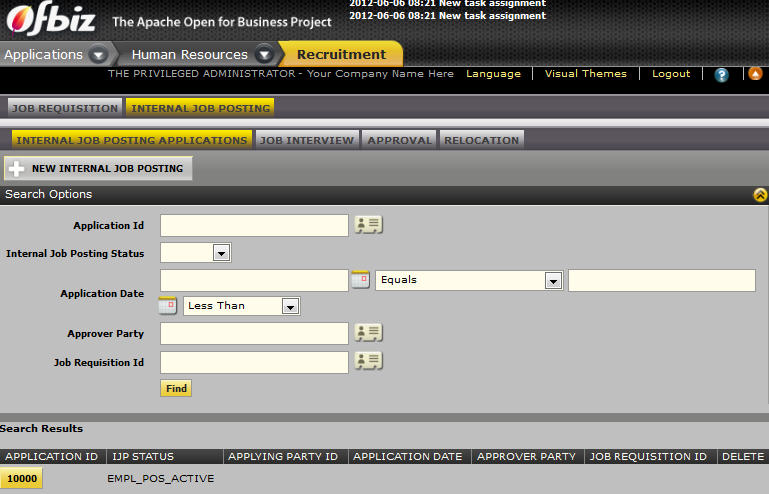 2012-06-06 08:21 New task assignment
Ofbiz The Apache Open for Business Project 2012-06-06 08:21 New task assignment
Applications Human Resources Recruitment
THE PRIVILEGED ADMINISTRATOR - Your Company Name Here Language Visual Themes Logout ?
JOB REQUISITION INTERNAL JOB POSTING
INTERNAL JOB POSTING APPLICATIONS JOB INTERVIEW APPROVAL RELOCATION
NEW INTERNAL JOB POSTING
Search Options
Application Id
Internal Job Posting Status
Application Date Equals
Less Than
Approver Party
Job Requisition Id
Find
Search Results
APPLICATION ID IJP STATUS APPLYING PARTY ID APPLICATION DATE APPROVER PARTY JOB REQUISITION ID DELETE
10000 EMPL_POS_ACTIVE